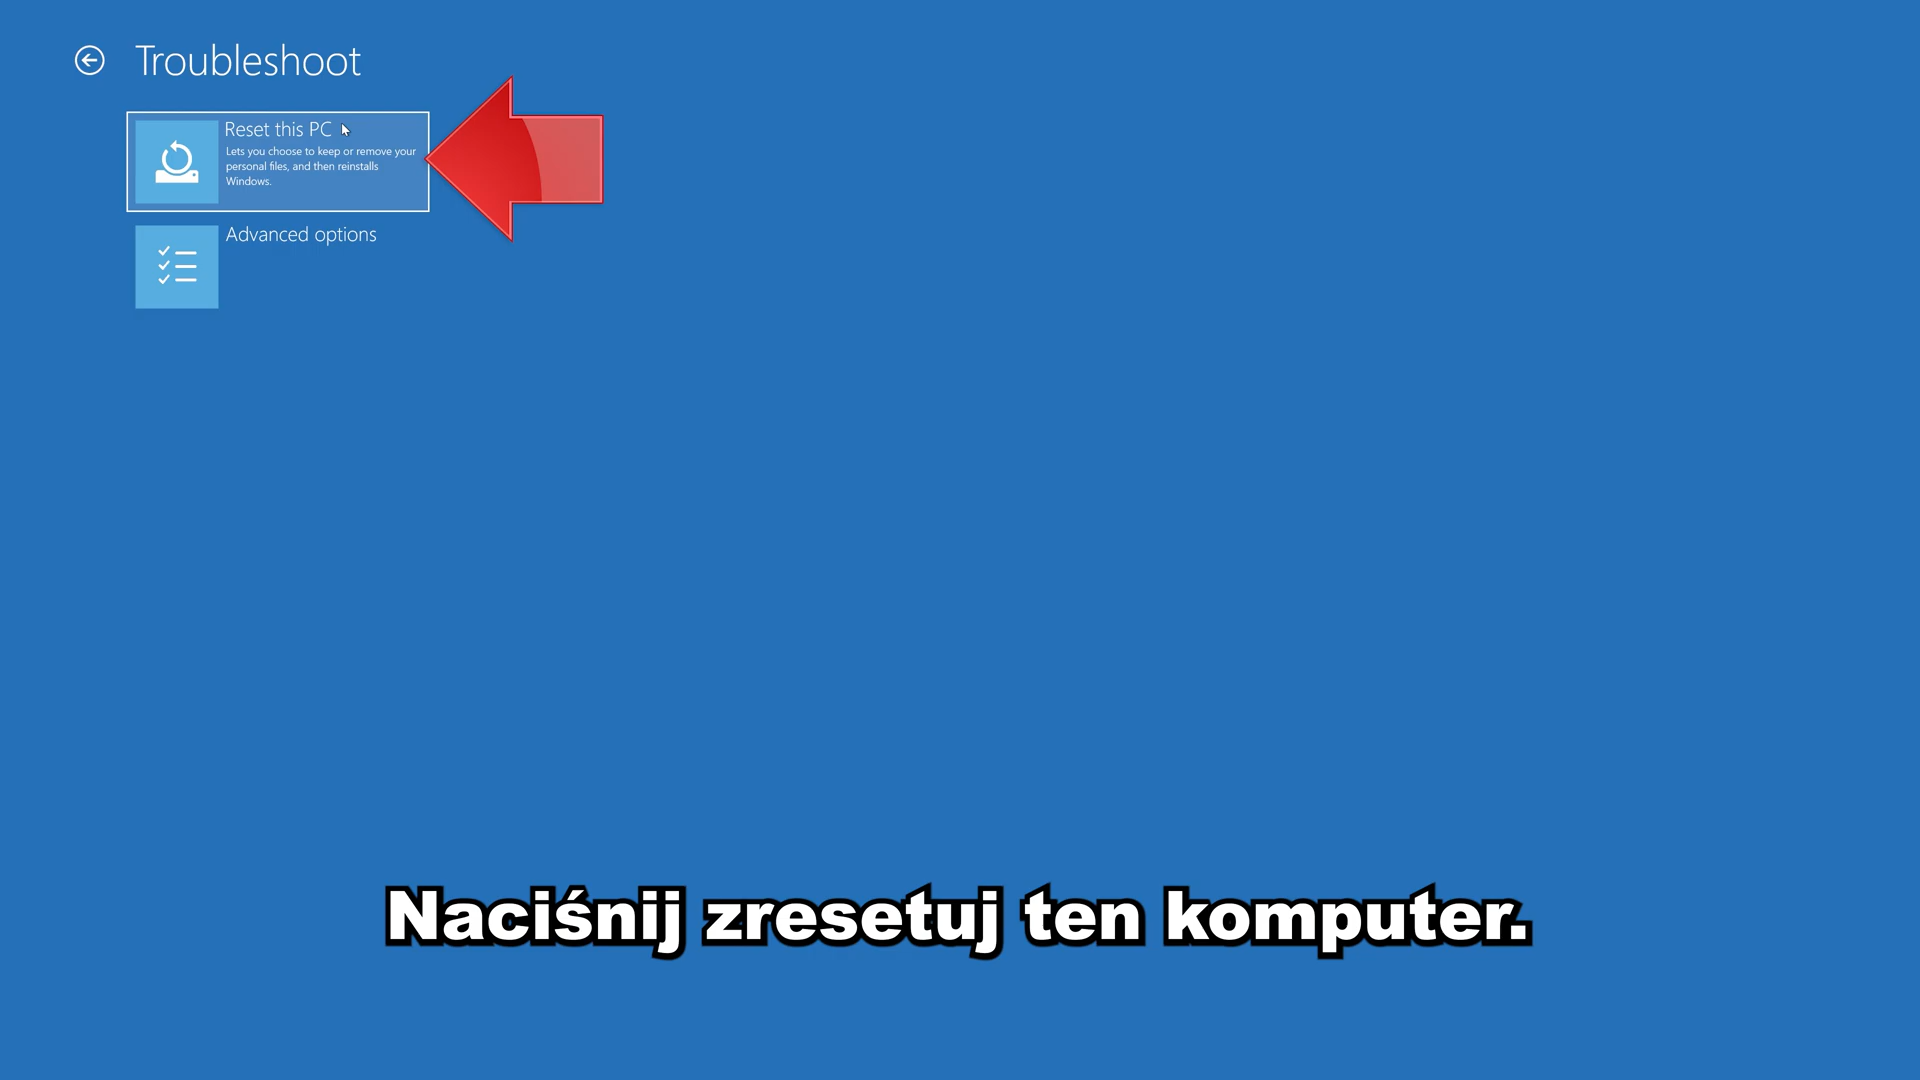 Troubleshoot
Reset this PC
Lets you choose to keep or remove your
personal files, and then reinstalls
Windows.
Advanced options
Naciśnij zresetuj ten komputer.